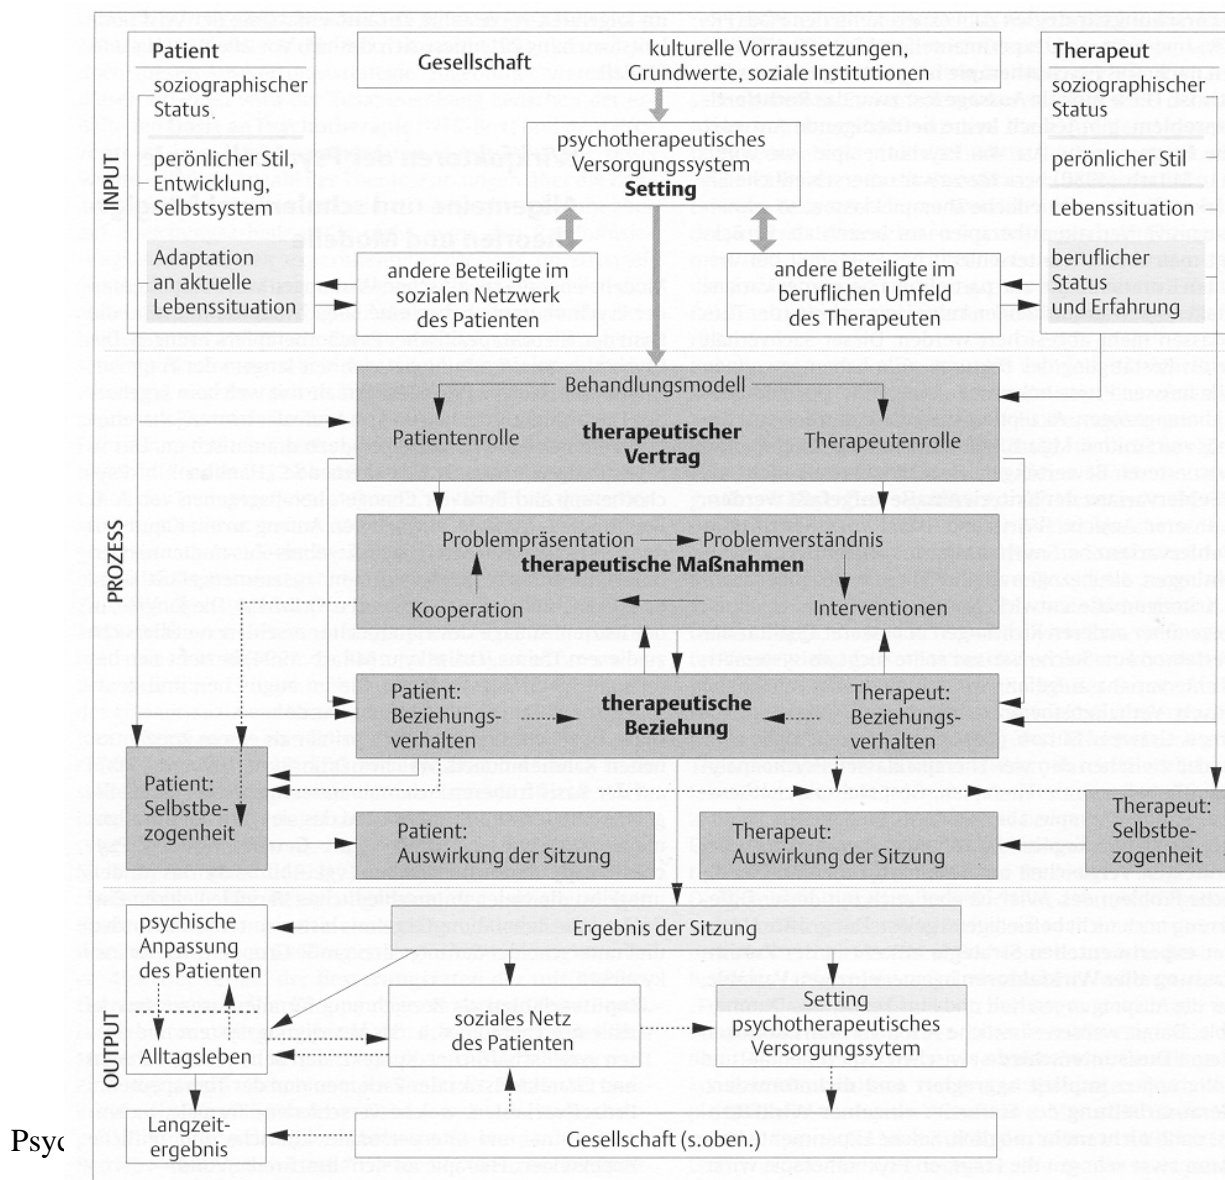 Patient
soziographischer
Status
perönlicher Stil,
Entwicklung,
Selbstsystem
Adaptation
an aktuelle
Lebenssituation
Gesellschaft
kulturelle Vorraussetzungen,
Grundwerte, soziale Institutionen
psychotherapeutisches
Versorgungssystem
Setting
andere Beteiligte im
sozialen Netzwerk
des Patienten
andere Beteiligte im
beruflichen Umfeld
des Therapeuten
Therapeut
soziographischer
Status
perönlicher Stil
Lebenssituation
beruflicher
Status
und Erfahrung
INPUT
Behandlungsmodell
Patientenrolle
therapeutischer
Vertrag
Therapeutenrolle
PROZESS
Problempräsentation
Problemverständnis
therapeutische Maßnahmen
Kooperation
Interventionen
Patient:
Beziehungs-
verhalten
therapeutische
Beziehung
Therapeut:
Beziehungs-
verhalten
Patient:
Selbstbe-
zogenheit
Patient:
Auswirkung der Sitzung
Therapeut:
Auswirkung der Sitzung
Therapeut:
Selbstbe-
zogenheit
psychische
Anpassung
des Patienten
Ergebnis der Sitzung
OUTPUT
Alltagsleben
soziales Netz
des Patienten
Setting
psychotherapeutisches
Versorgungssytem
Langzeit-
ergebnis
Gesellschaft (s.oben.)